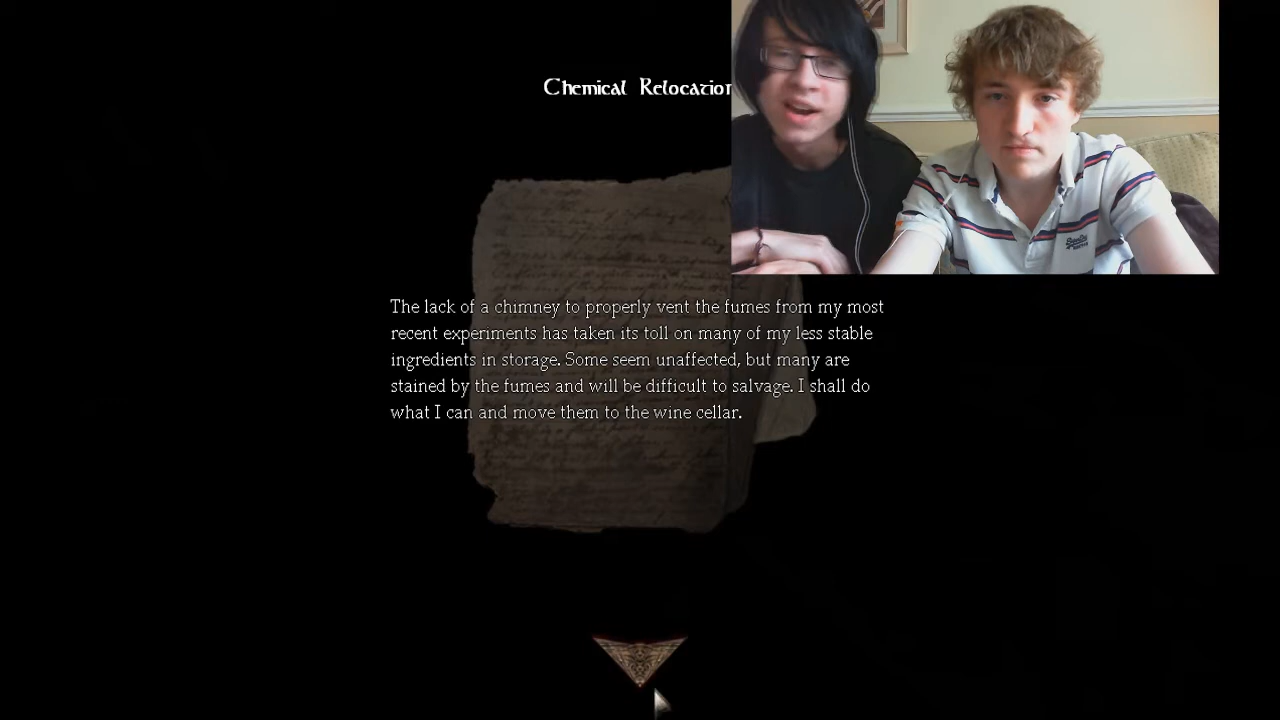 Chemical Relocation
The lack of a chimney to properly vent the fumes from my most
recent experiments has taken its toll on many of my less stable
ingredients in storage. Some seem unaffected, but many are
stained by the fumes and will be difficult to salvage. I shall do
what I can and move them to the wine cellar.